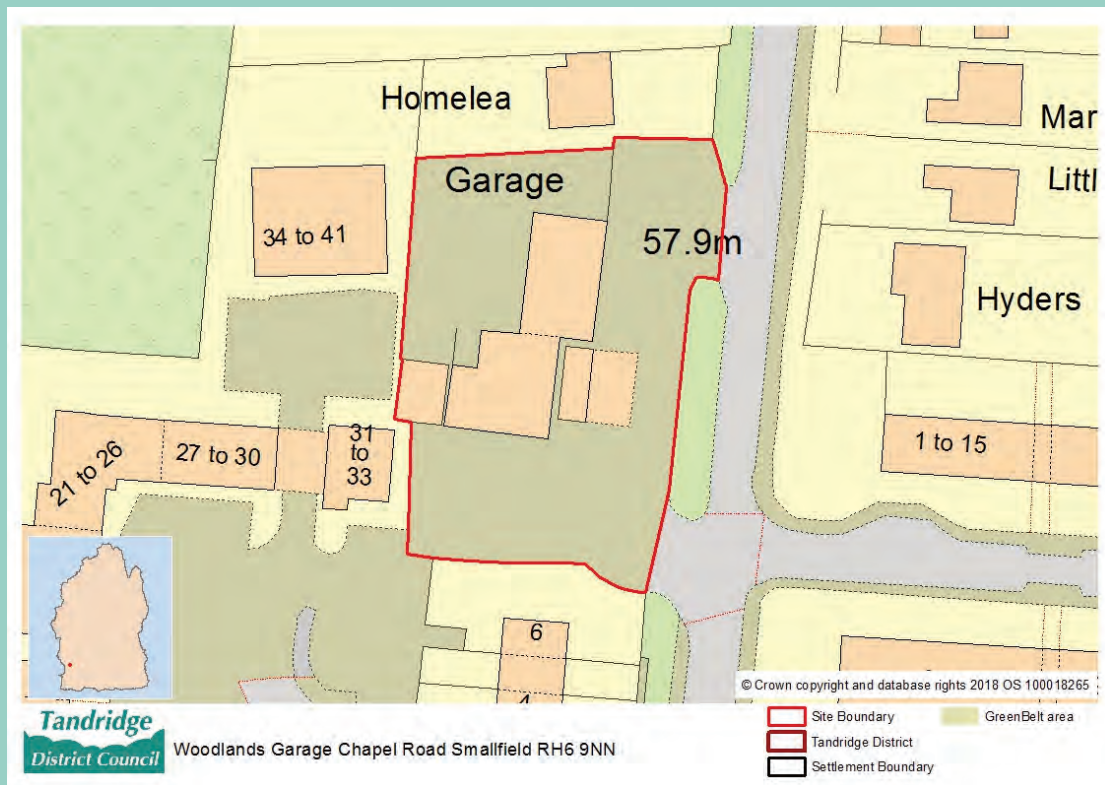 Homelea
Mar
Garage
Littl
34 to 41
57.9m
Hyders
21 to 26
27 to 30
31
to
33
1 to 15
6
4
© Crown copyright and database rights 2018 OS 100018265
Tandridge
District Council
Woodlands Garage Chapel Road Smallfield RH6 9NN
Site Boundary
GreenBelt area
Tandridge District
Settlement Boundary